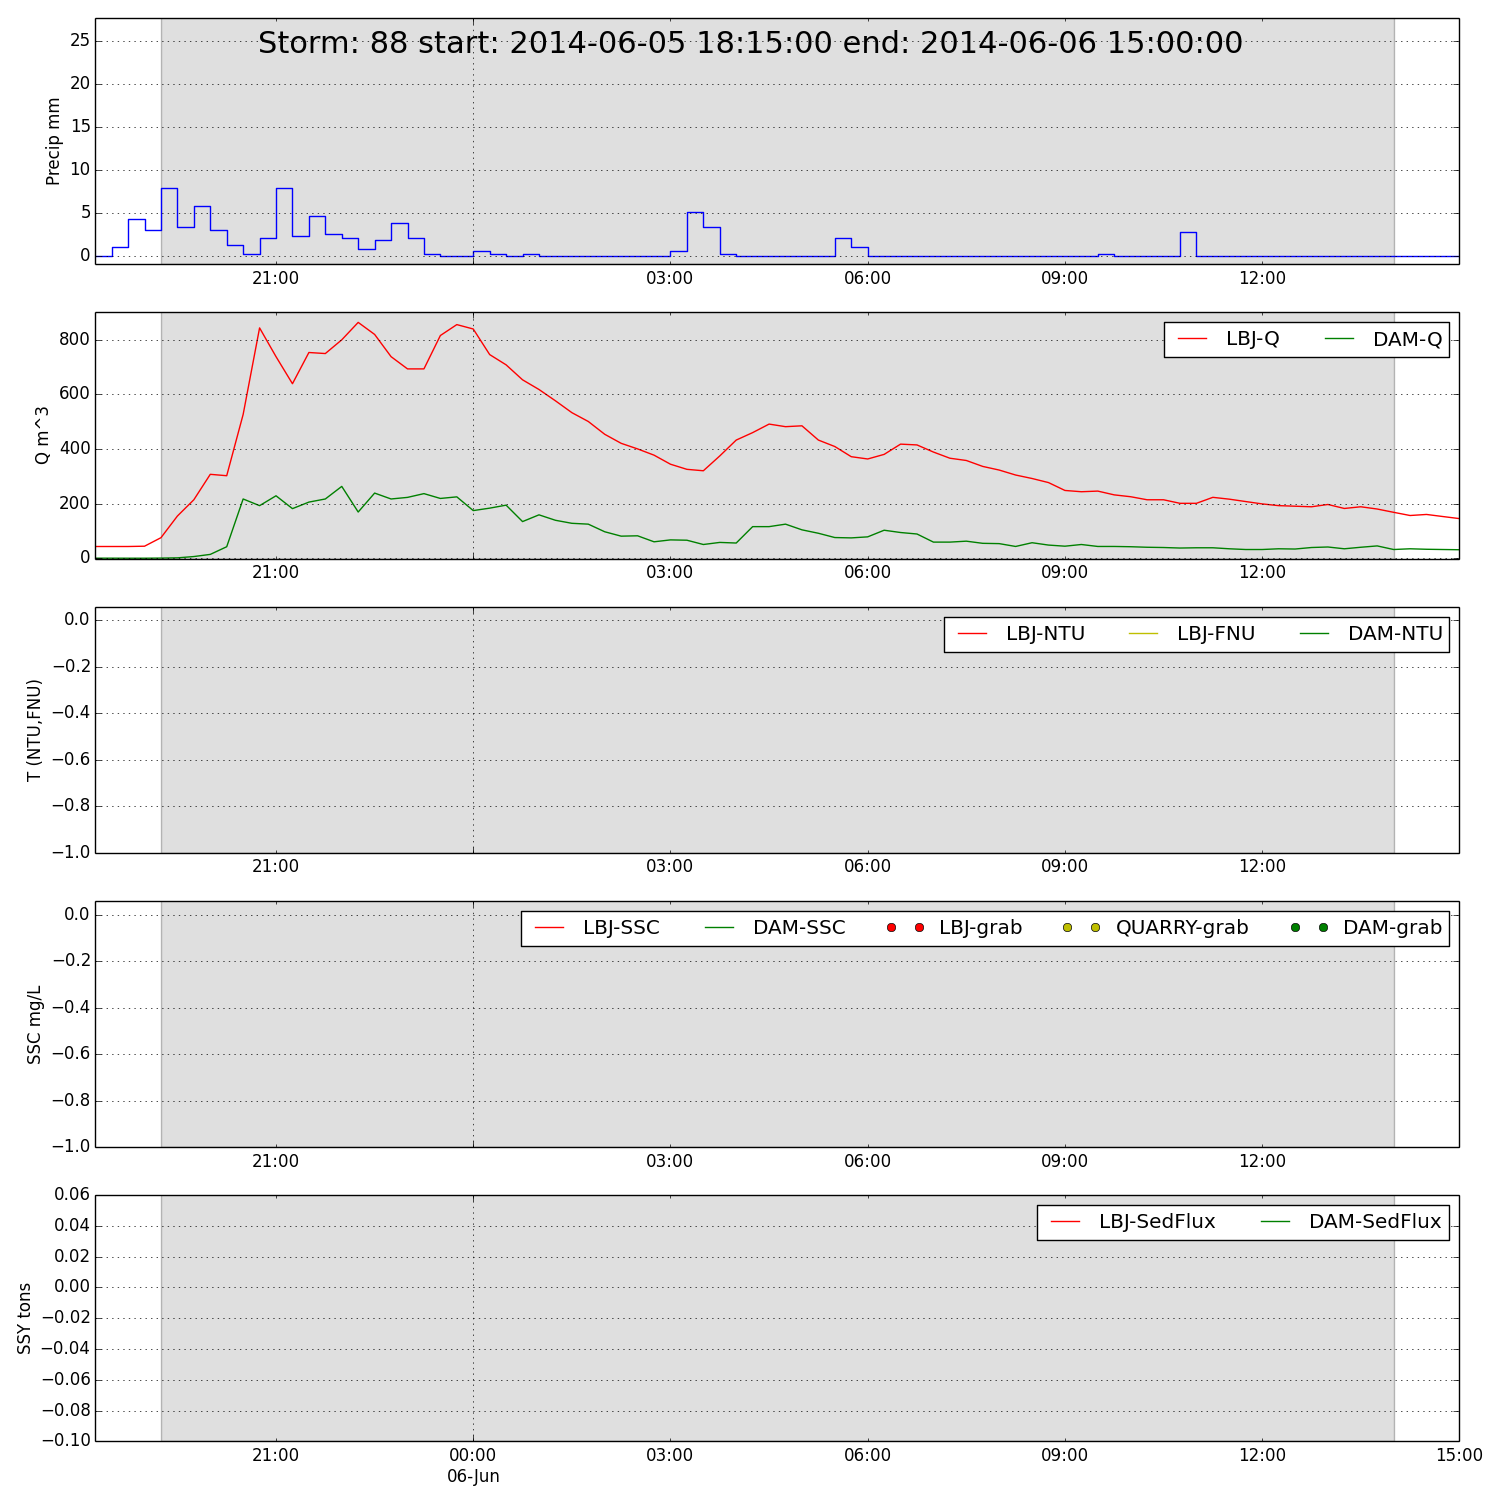 Storm: 88 start: 2014-06-05 18:15:00 end: 2014-06-06 15:00:00
Precip mm
25
20
15
10
5
0
21:00 03:00 06:00 09:00 12:00
Q m^3
800
600
400
200
0
LBJ-Q DAM-Q
21:00 03:00 06:00 09:00 12:00
T (NTU,FNU)
0.0
−0.2
−0.4
−0.6
−0.8
−1.0
LBJ-NTU LBJ-FNU DAM-NTU
21:00 03:00 06:00 09:00 12:00
SSC mg/L
0.0
−0.2
−0.4
−0.6
−0.8
−1.0
LBJ-SSC DAM-SSC LBJ-grab QUARRY-grab DAM-grab
21:00 03:00 06:00 09:00 12:00
SSY tons
0.06
0.04
0.02
0.00
−0.02
−0.04
−0.06
−0.08
−0.10
LBJ-SedFlux DAM-SedFlux
21:00 00:00 03:00 06:00 09:00 12:00 15:00
06-Jun